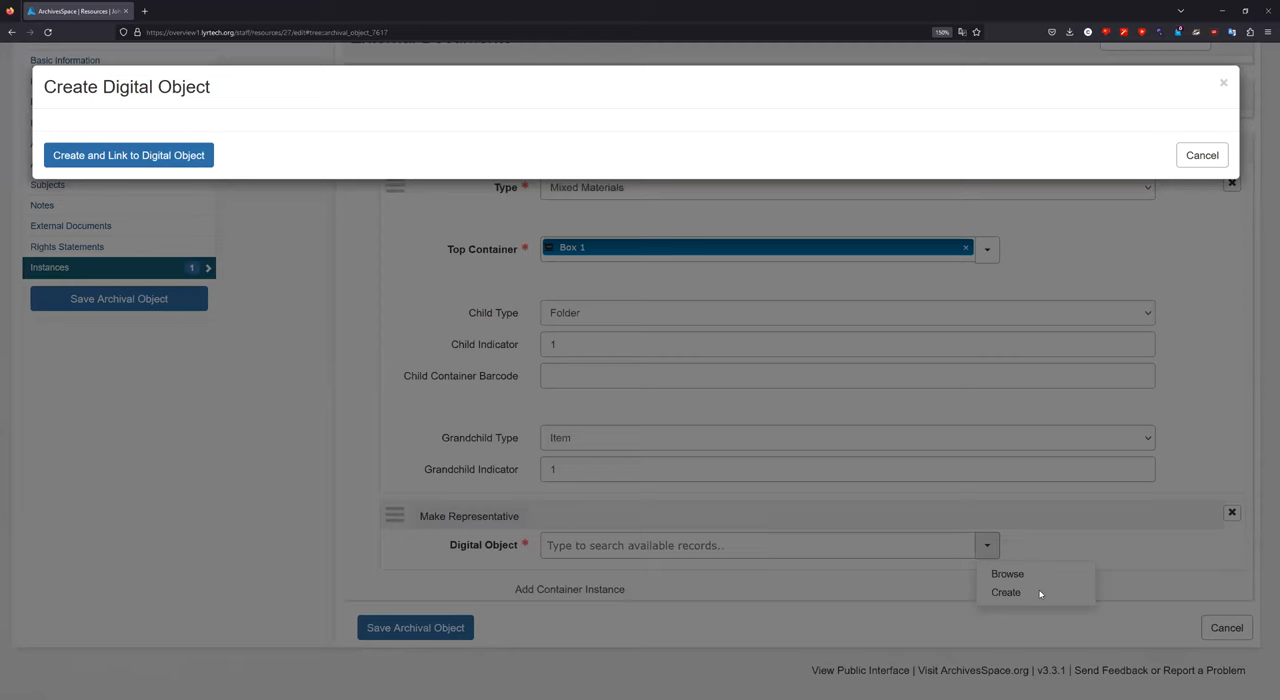 ArchivesSpace | Resources | Joh
https://overview1.lyrtech.org/staff/resources/27/edit#tree::archival_object_7617
150%
Basic Information
Create Digital Object
Create and Link to Digital Object
Cancel
Subjects
Notes
External Documents
Rights Statements
Instances 1
Save Archival Object
Type * Mixed Materials
Top Container * Box 1
Child Type Folder
Child Indicator 1
Child Container Barcode
Grandchild Type Item
Grandchild Indicator 1
Make Representative
Digital Object * Type to search available records..
Browse
Create
Add Container Instance
Save Archival Object
Cancel
View Public Interface | Visit ArchivesSpace.org | v3.3.1 | Send Feedback or Report a Problem